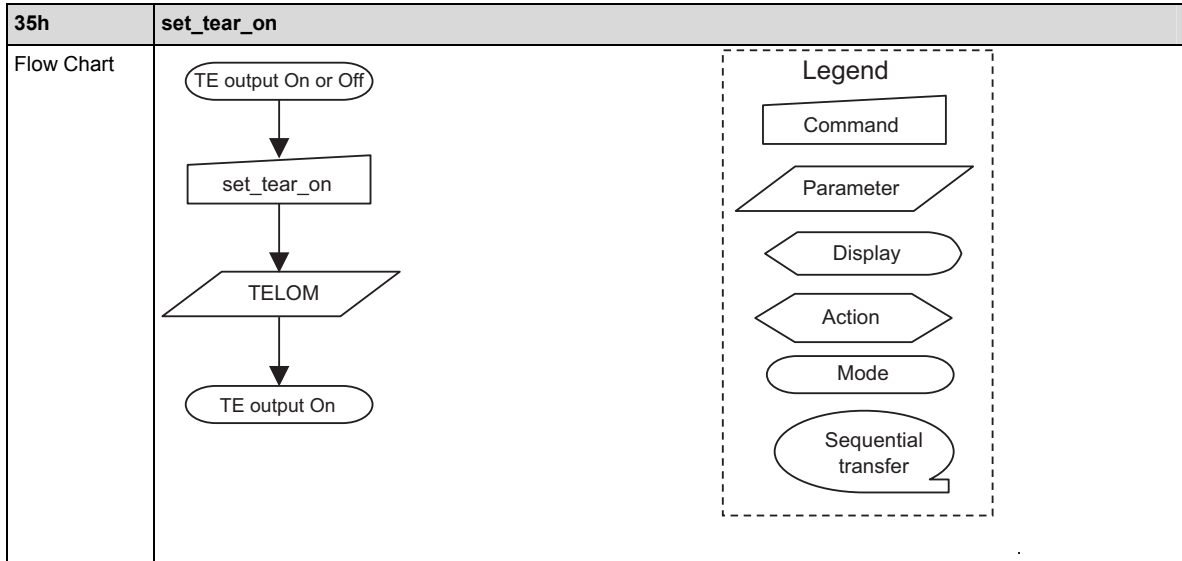 35h set_tear_on
Flow Chart
TE output On or Off
set_tear_on
TELOM
TE output On
Legend
Command
Parameter
Display
Action
Mode
Sequential
transfer